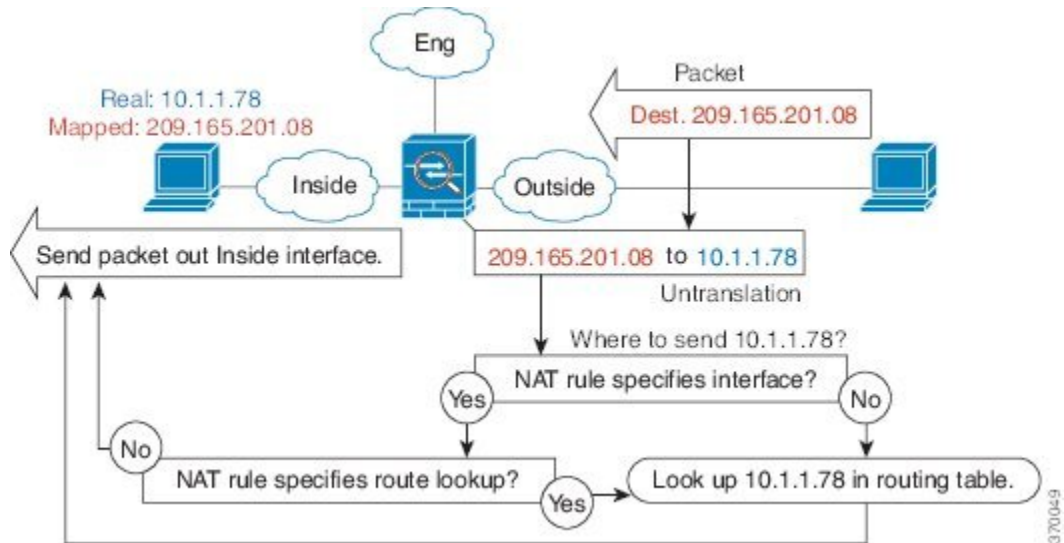 Eng
Packet
Real: 10.1.1.78
Mapped: 209.165.201.08
Dest. 209.165.201.08
Inside
Outside
Send packet out Inside interface.
209.165.201.08 to 10.1.1.78
Untranslation
Where to send 10.1.1.78?
NAT rule specifies interface?
Yes
No
No
NAT rule specifies route lookup?
Yes
Look up 10.1.1.78 in routing table.
370049